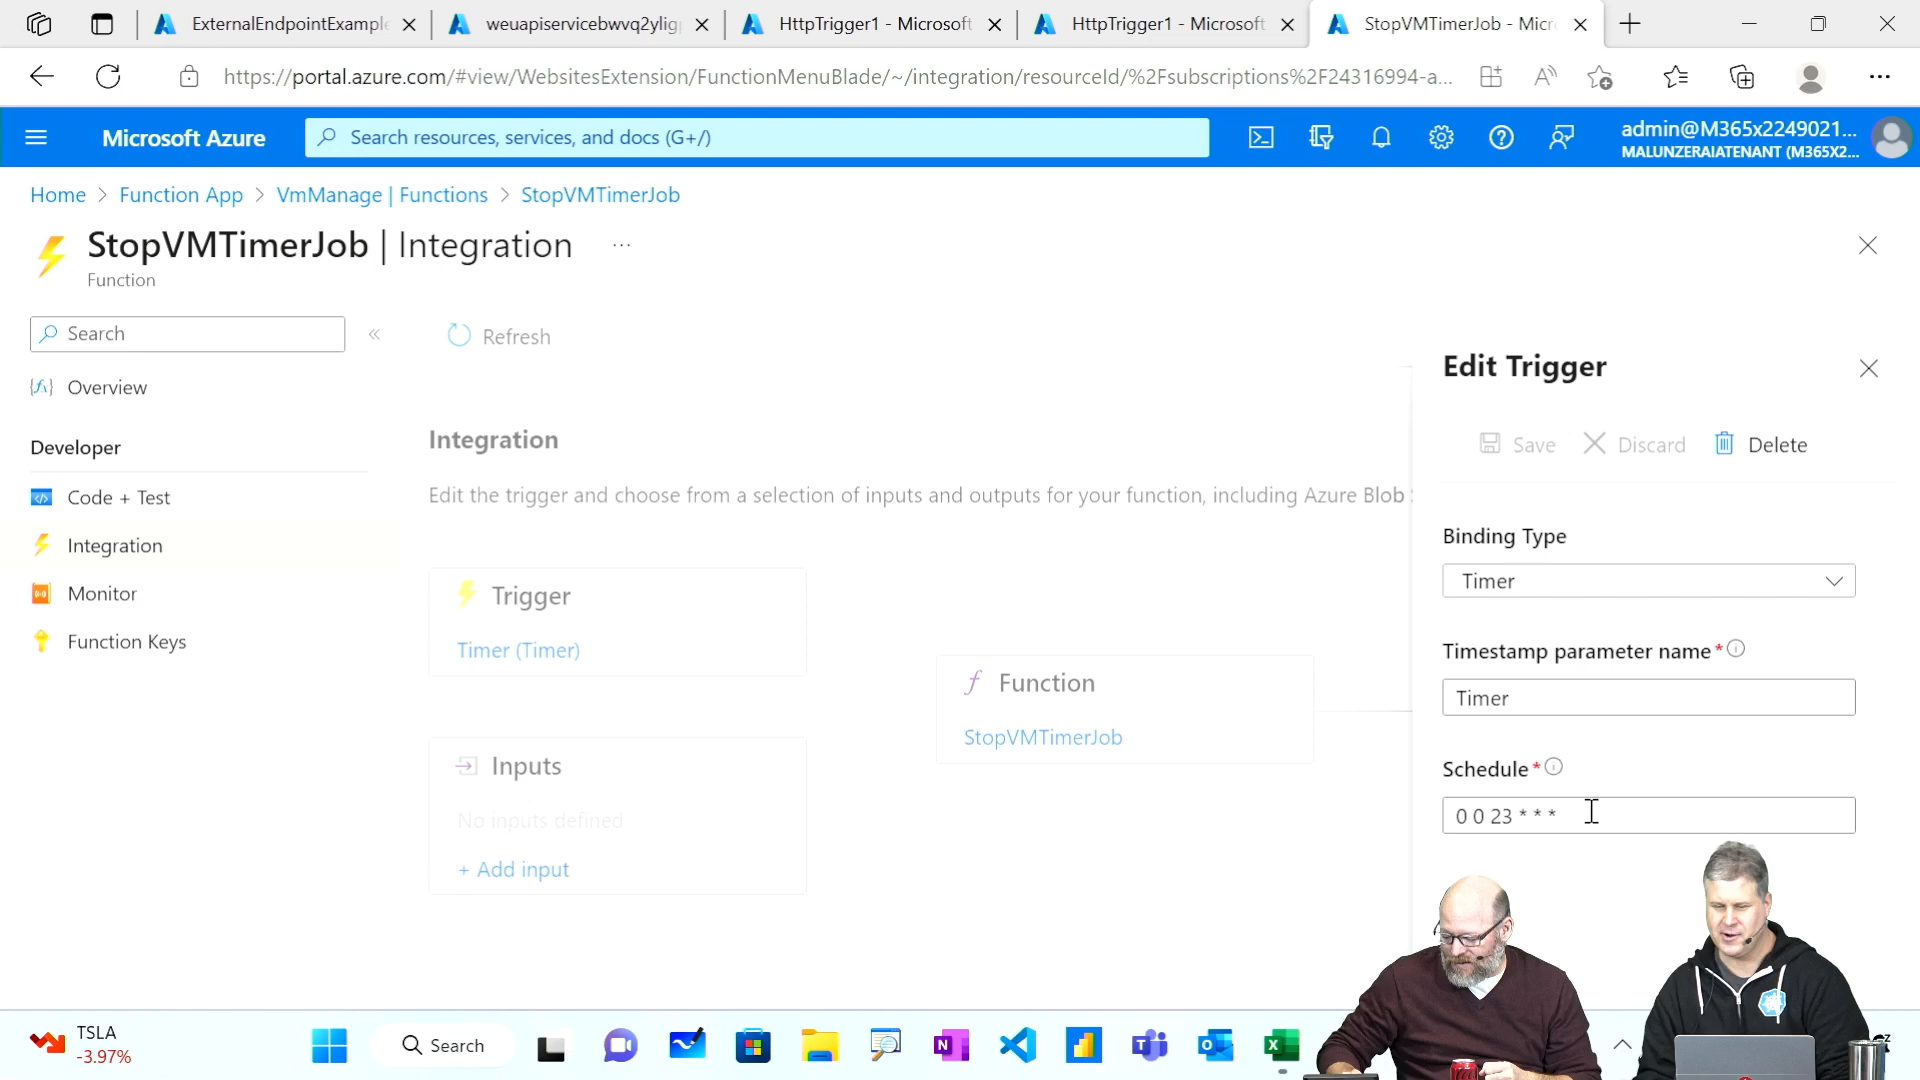 ExternalEndpointExample
weuapiservicebwvq2ylig
HttpTrigger1 - Microsoft
HttpTrigger1 - Microsoft
StopVMTimerJob - Micr
https://portal.azure.com/#view/WebsitesExtension/FunctionMenuBlade/~/integration/resourceId/%2Fsubscriptions%2F24316994-a...
Microsoft Azure
Search resources, services, and docs (G+/)
admin@M365x2249021...
MALUNZERAIATENANT (M365X2...
Home > Function App > VmManage | Functions > StopVMTimerJob
StopVMTimerJob | Integration ...
Function
Search
«
Refresh
Overview
Developer
Code + Test
Integration
Monitor
Function Keys
Integration
Edit the trigger and choose from a selection of inputs and outputs for your function, including Azure Blob
Trigger
Timer (Timer)
Inputs
No inputs defined
+ Add input
Function
StopVMTimerJob
Edit Trigger
Save
Discard
Delete
Binding Type
Timer
Timestamp parameter name *
Timer
Schedule *
0 0 23 * * *
TSLA
-3.97%
Search